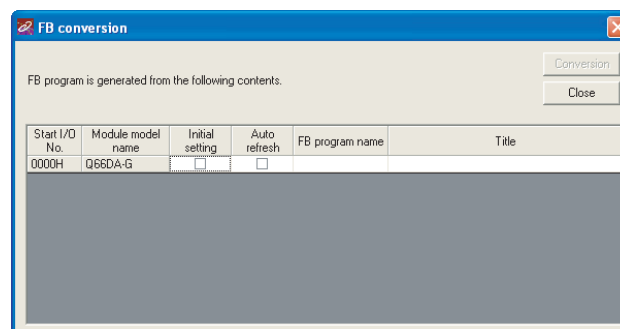 FB conversion
Conversion
FB program is generated from the following contents.
Close
Start I/O No. Module model name Initial setting Auto refresh FB program name Title
0000H Q66DA-G